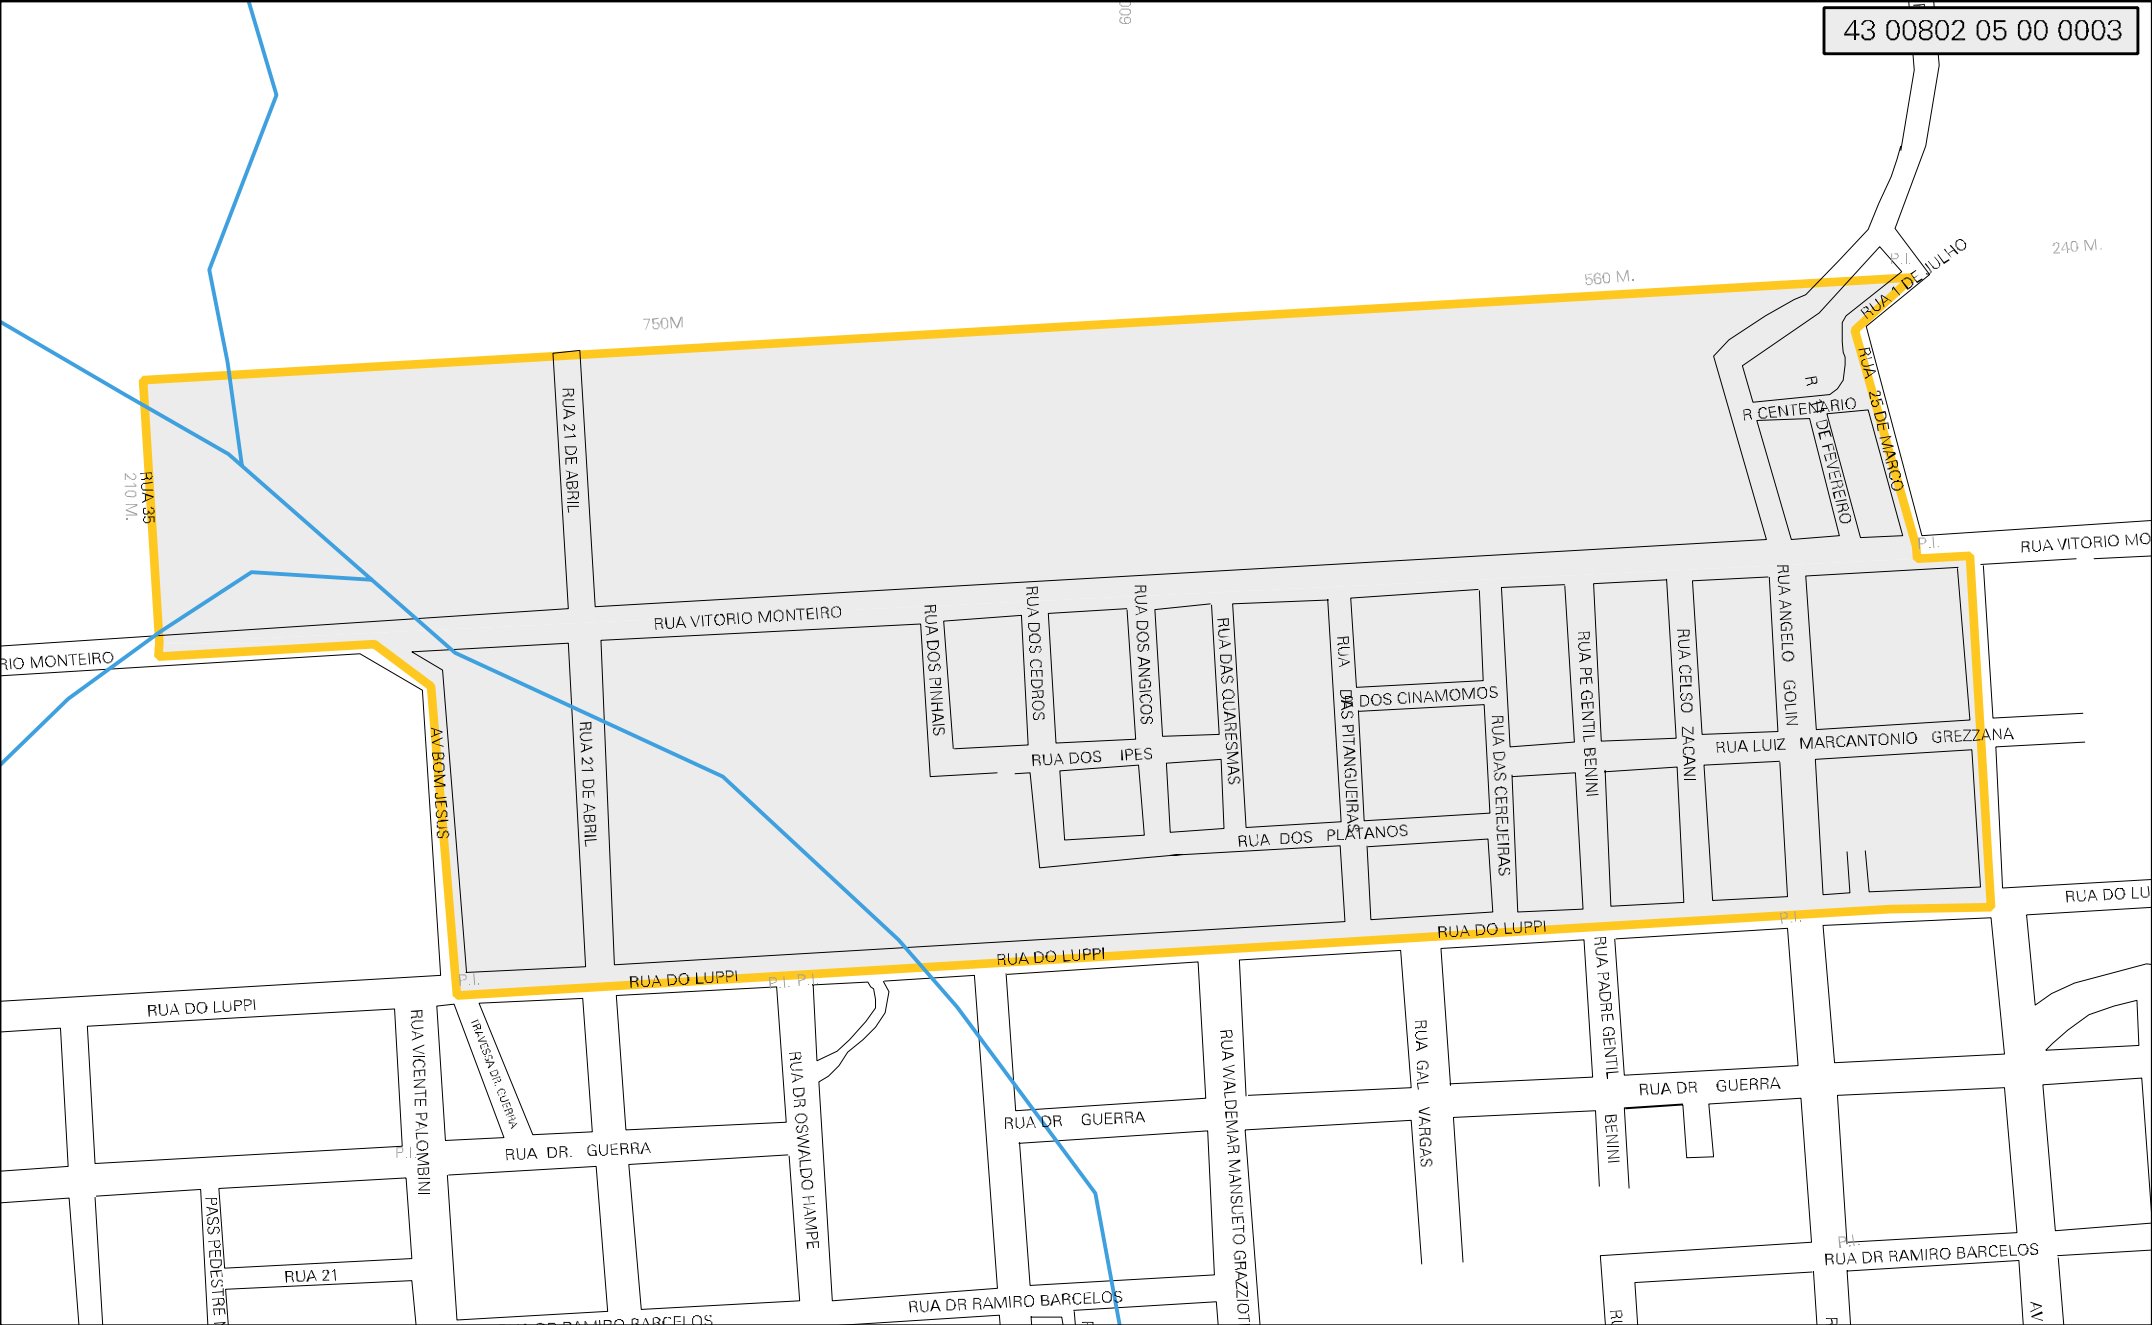 009
43 00802 05 00 0003
240 M.
P.I.
RUA 1 DE JULHO
560 M.
750M
RUA 25 DE MARCO
R CENTENARIO
R DE FEVEREIRO
RUA 21 DE ABRIL
RUA 35
210 M.
P.I.
RUA VITORIO MO
RUA VITORIO MONTEIRO
RIO MONTEIRO
RUA DOS PINHAIS
RUA DOS CEDROS
RUA DOS ANGICOS
RUA DAS QUARESMAS
RUA DAS PITANGUEIRAS
DOS CINAMOMOS
RUA DAS CEREJEIRAS
RUA PE GENTIL BENINI
RUA CELSO ZACANI
RUA ANGELO GOLIN
RUA LUIZ MARCANTONIO GREZZANA
RUA DOS IPES
RUA DOS PLATANOS
AV BOM JESUS
RUA 21 DE ABRIL
RUA DO LU
P.I.
RUA DO LUPPI
RUA DO LUPPI
RUA DO LUPPI
P.I.
P.I.
P.I.
RUA DO LUPPI
RUA VICENTE PALOMBINI
TRAVESSA DR. GUERRA
RUA DR OSWALDO HAMPE
RUA WALDEMAR MANSUETO GRAZZIOT
RUA GAL VARGAS
RUA PADRE GENTIL BENINI
RUA DR GUERRA
RUA DR GUERRA
RUA DR. GUERRA
P.I.
PASS PEDESTRE
RUA 21
P.I.
RUA DR RAMIRO BARCELOS
RUA DR RAMIRO BARCELOS
DR RAMIRO BARCELOS
RU
AV